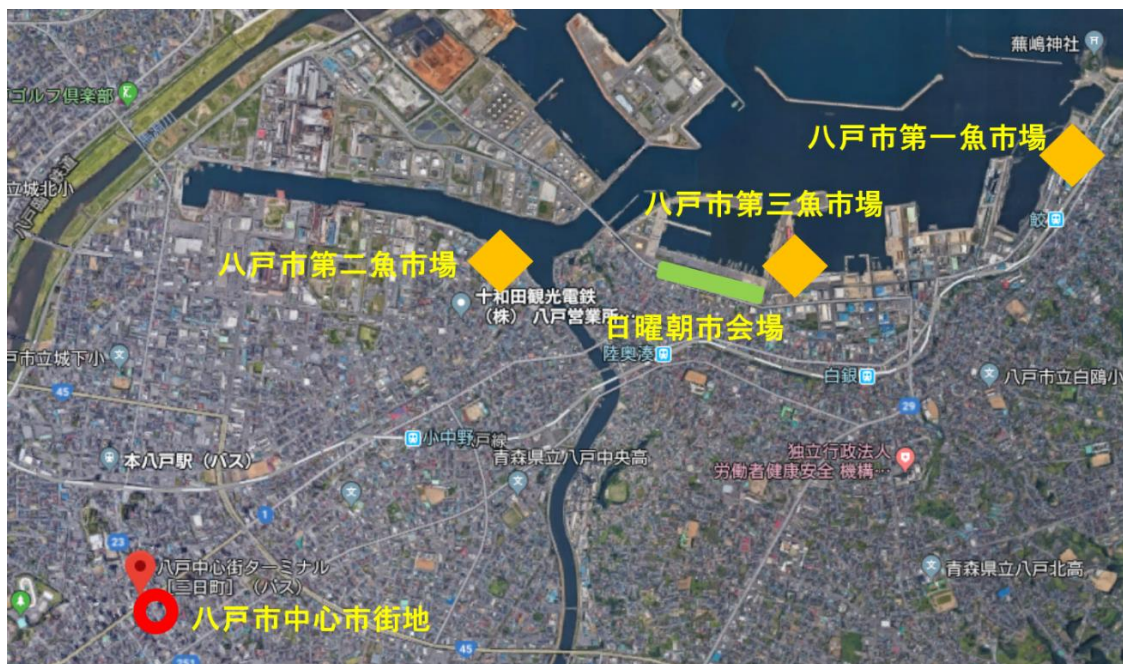 蕪嶋神社
ゴルフ倶楽部
八戸市第一魚市場
立城北小
八戸市第三魚市場
鮫
八戸市第二魚市場
十和田観光電鉄
(株) 八戸営業所…
日曜朝市会場
陸奥湊
戸市立城下小
白銀
八戸市立白鴎小
45
29
小中野
戸線
本八戸駅 (バス)
青森県立八戸中央高
独立行政法人
労働者健康安全 機構…
1
23
八戸中心街ターミナル
[三日町] (バス)
青森県立八戸北高
八戸市中心市街地
45
251